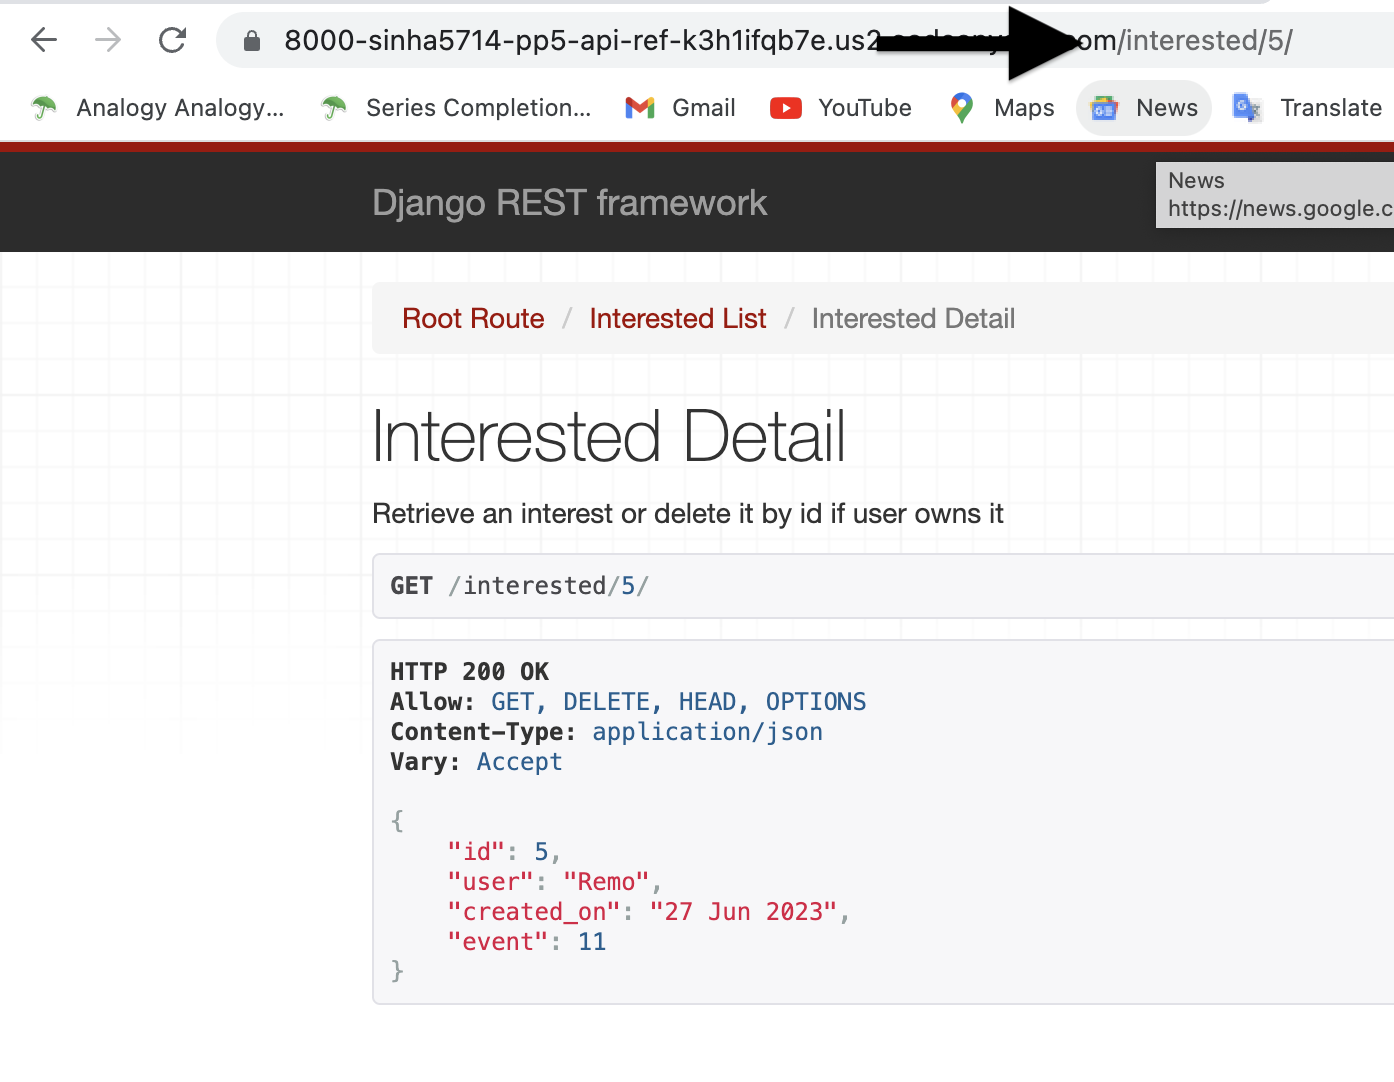 8000-sinha5714-pp5-api-ref-k3h1ifqb7e.us2 om/interested/5/
Analogy Analogy... Series Completion... Gmail YouTube Maps News Translate
Django REST framework
News
https://news.google.c
Root Route / Interested List / Interested Detail
Interested Detail
Retrieve an interest or delete it by id if user owns it
GET /interested/5/
HTTP 200 OK
Allow: GET, DELETE, HEAD, OPTIONS
Content-Type: application/json
Vary: Accept
{
"id": 5,
"user": "Remo",
"created_on": "27 Jun 2023",
"event": 11
}